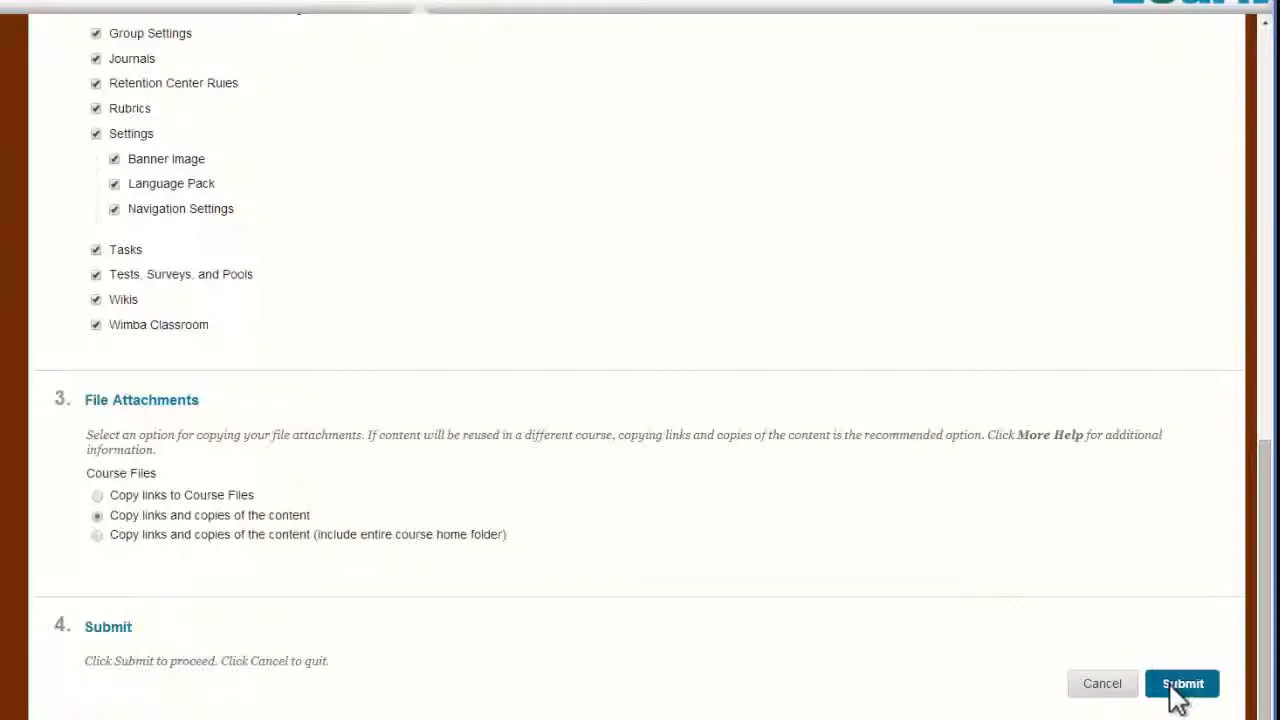 Group Settings
Journals
Retention Center Rules
Rubrics
Settings
Banner Image
Language Pack
Navigation Settings
Tasks
Tests, Surveys, and Pools
Wikis
Wimba Classroom
3. File Attachments
Select an option for copying your file attachments. If content will be reused in a different course, copying links and copies of the content is the recommended option. Click More Help for additional
information.
Course Files
Copy links to Course Files
Copy links and copies of the content
Copy links and copies of the content (include entire course home folder)
4. Submit
Click Submit to proceed. Click Cancel to quit.
Cancel Submit